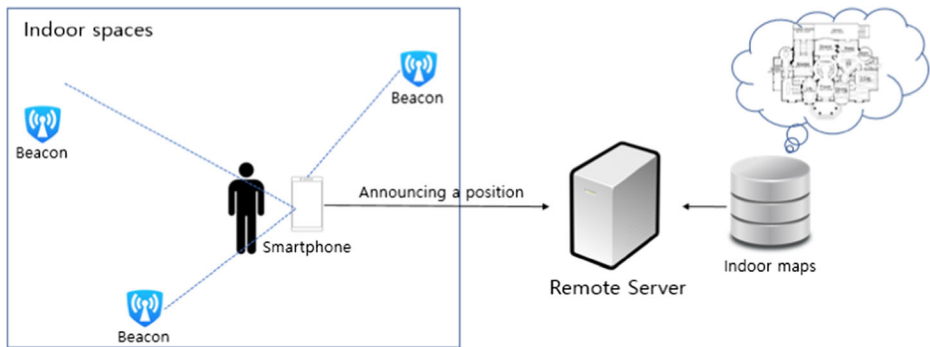 Indoor spaces
Beacon
Beacon
Announcing a position
Smartphone
Indoor maps
Remote Server
Beacon